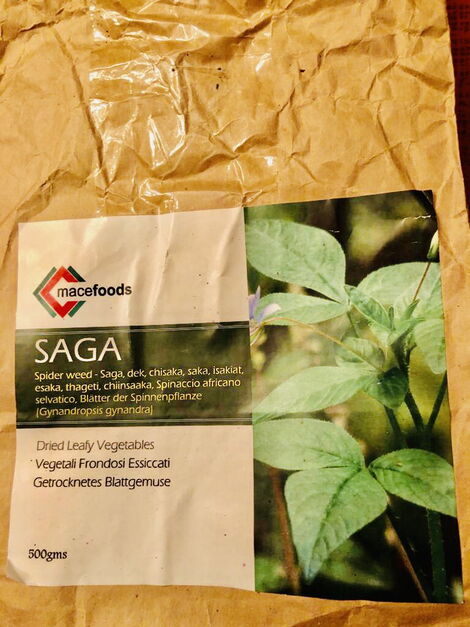 macefoods
SAGA
Spider weed - Saga, dek, chisaka, saka, isakiat,
esaka, thageti, chiinsaaka, Spinaccio africano
selvatico, Blätter der Spinnenpflanze
(Gynandropsis gynandra)
Dried Leafy Vegetables
Vegetali Frondosi Essiccati
Getrocknetes Blattgemuse
500gms